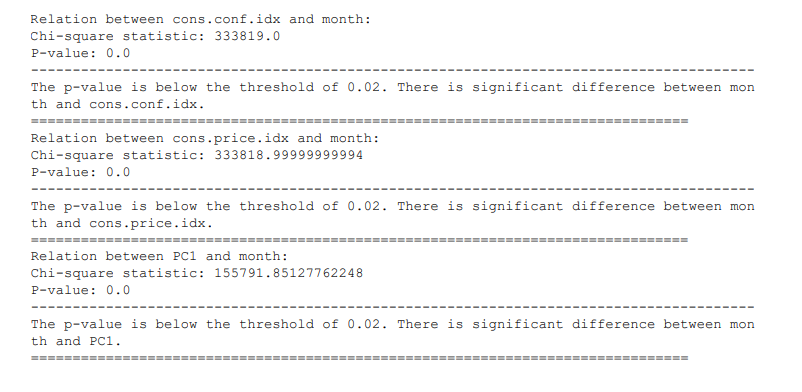 Relation between cons.conf.idx and month:
Chi-square statistic: 333819.0
P-value: 0.0
--------------------------------------------------------------------------------------
The p-value is below the threshold of 0.02. There is significant difference between mon
th and cons.conf.idx.
==============================================================================
Relation between cons.price.idx and month:
Chi-square statistic: 333818.99999999994
P-value: 0.0
--------------------------------------------------------------------------------------
The p-value is below the threshold of 0.02. There is significant difference between mon
th and cons.price.idx.
==============================================================================
Relation between PC1 and month:
Chi-square statistic: 155791.85127762248
P-value: 0.0
--------------------------------------------------------------------------------------
The p-value is below the threshold of 0.02. There is significant difference between mon
th and PC1.
==============================================================================